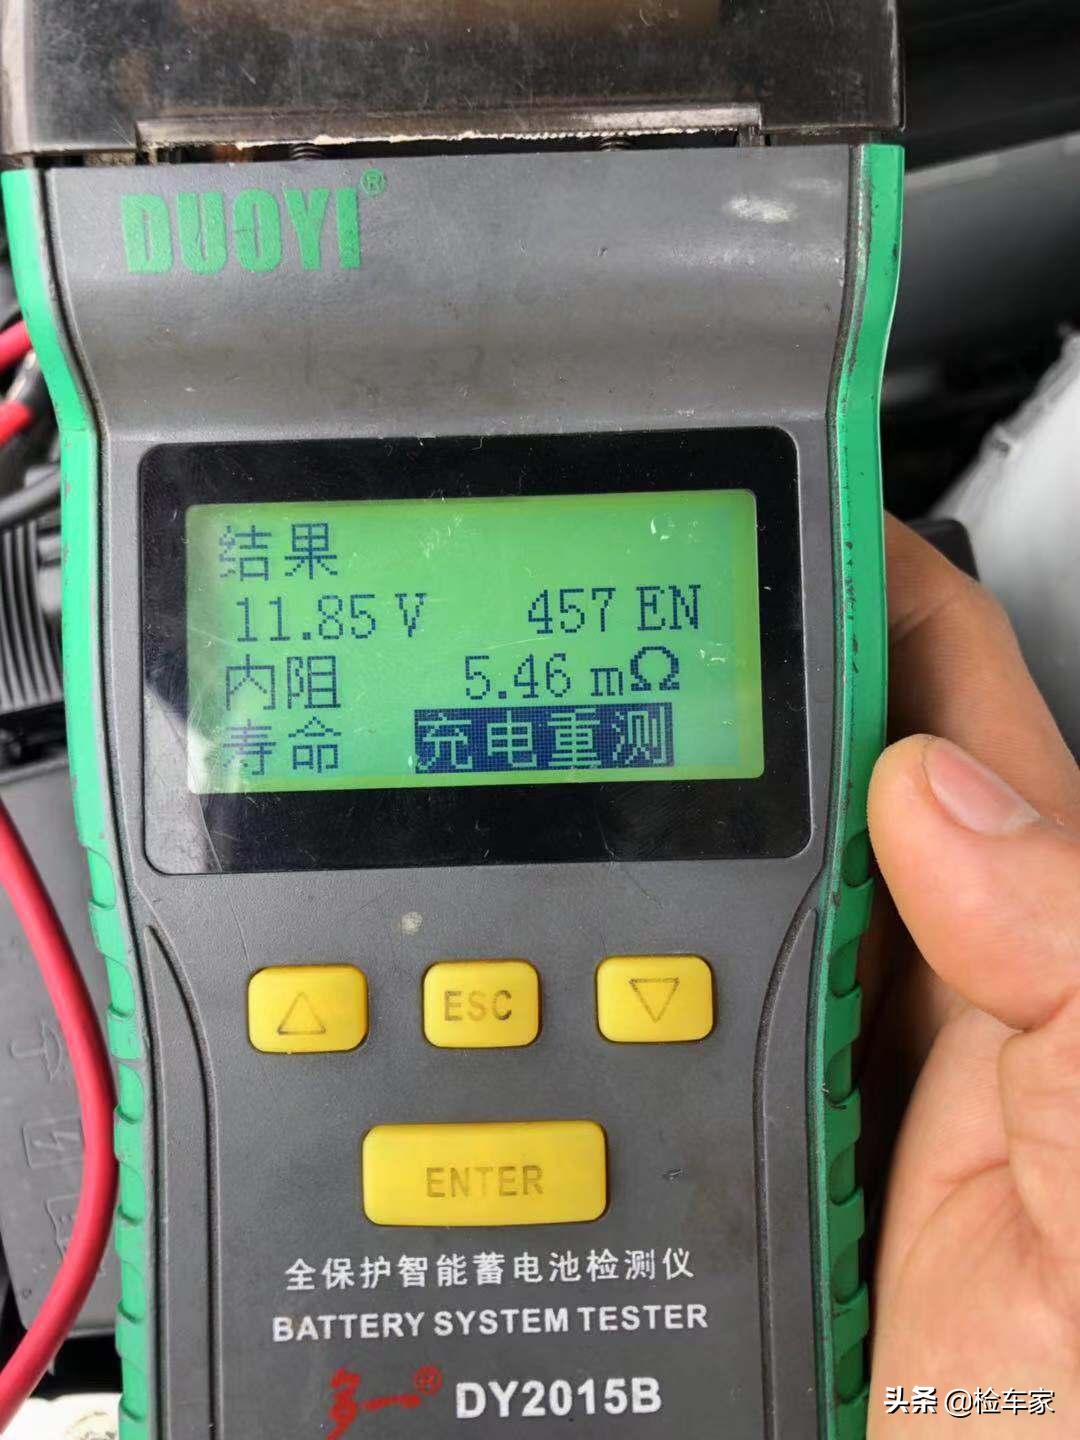 DUOYI®
结果
11.85 V 457 EN
内阻 5.46 mΩ
寿命 充电重测
△ ESC ▽
ENTER
全保护智能蓄电池检测仪
BATTERY SYSTEM TESTER
多一® DY2015B
头条 @检车家